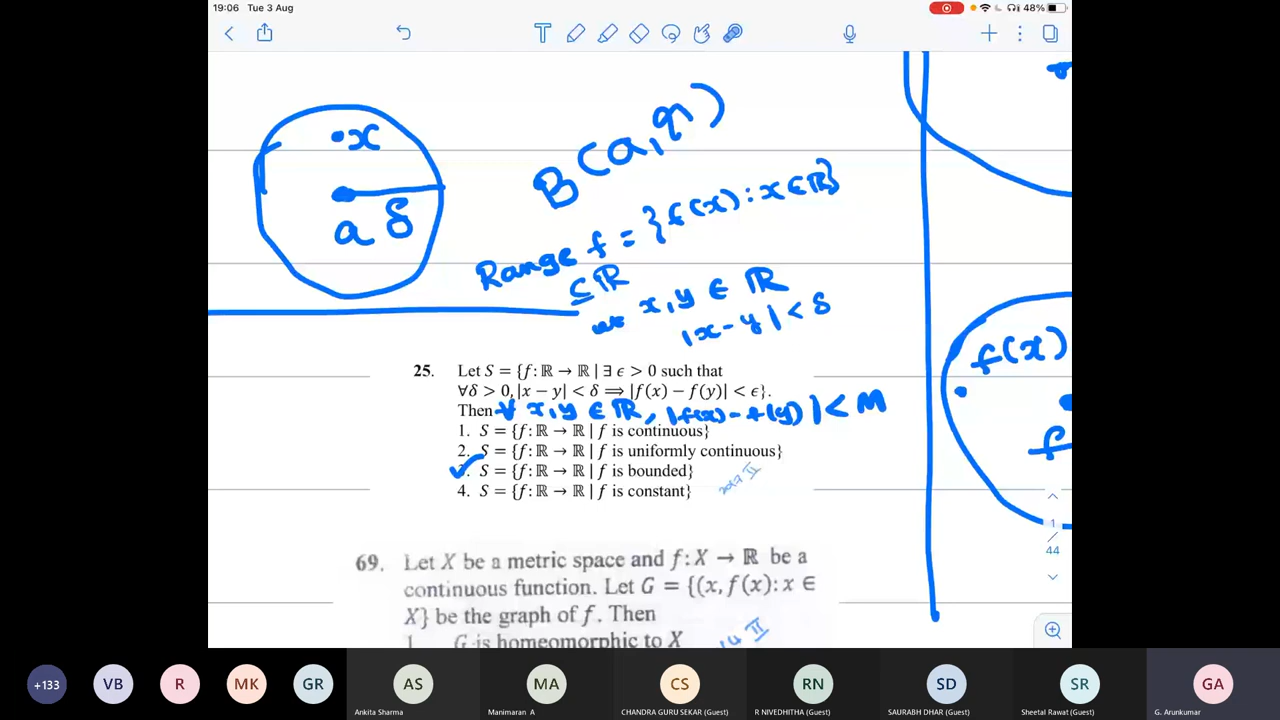 19:06 Tue 3 Aug
48%
T
x
a δ
B(a,r)
Range f = {f(x) : x ∈ ℝ}
⊆ ℝ
x, y ∈ ℝ
|x - y| < δ
25. Let S = {f: ℝ → ℝ | ∃ ϵ > 0 such that
∀δ > 0, |x − y| < δ ⟹ |f(x) − f(y)| < ϵ}.
Then
∀ x, y ∈ ℝ, |f(x) - f(y)| < M
1. S = {f: ℝ → ℝ | f is continuous}
2. S = {f: ℝ → ℝ | f is uniformly continuous}
3. S = {f: ℝ → ℝ | f is bounded}
4. S = {f: ℝ → ℝ | f is constant}
f(x)
f
1
/
44
69. Let X be a metric space and f: X → ℝ be a
continuous function. Let G = {(x, f(x): x ∈
X} be the graph of f. Then
1 G is homeomorphic to X
+133 VB R MK GR AS MA CS RN SD SR GA
Ankita Sharma Manimaran A CHANDRA GURU SEKAR (Guest) R NIVEDHITHA (Guest) SAURABH DHAR (Guest) Sheetal Rawat (Guest) G. Arunkumar